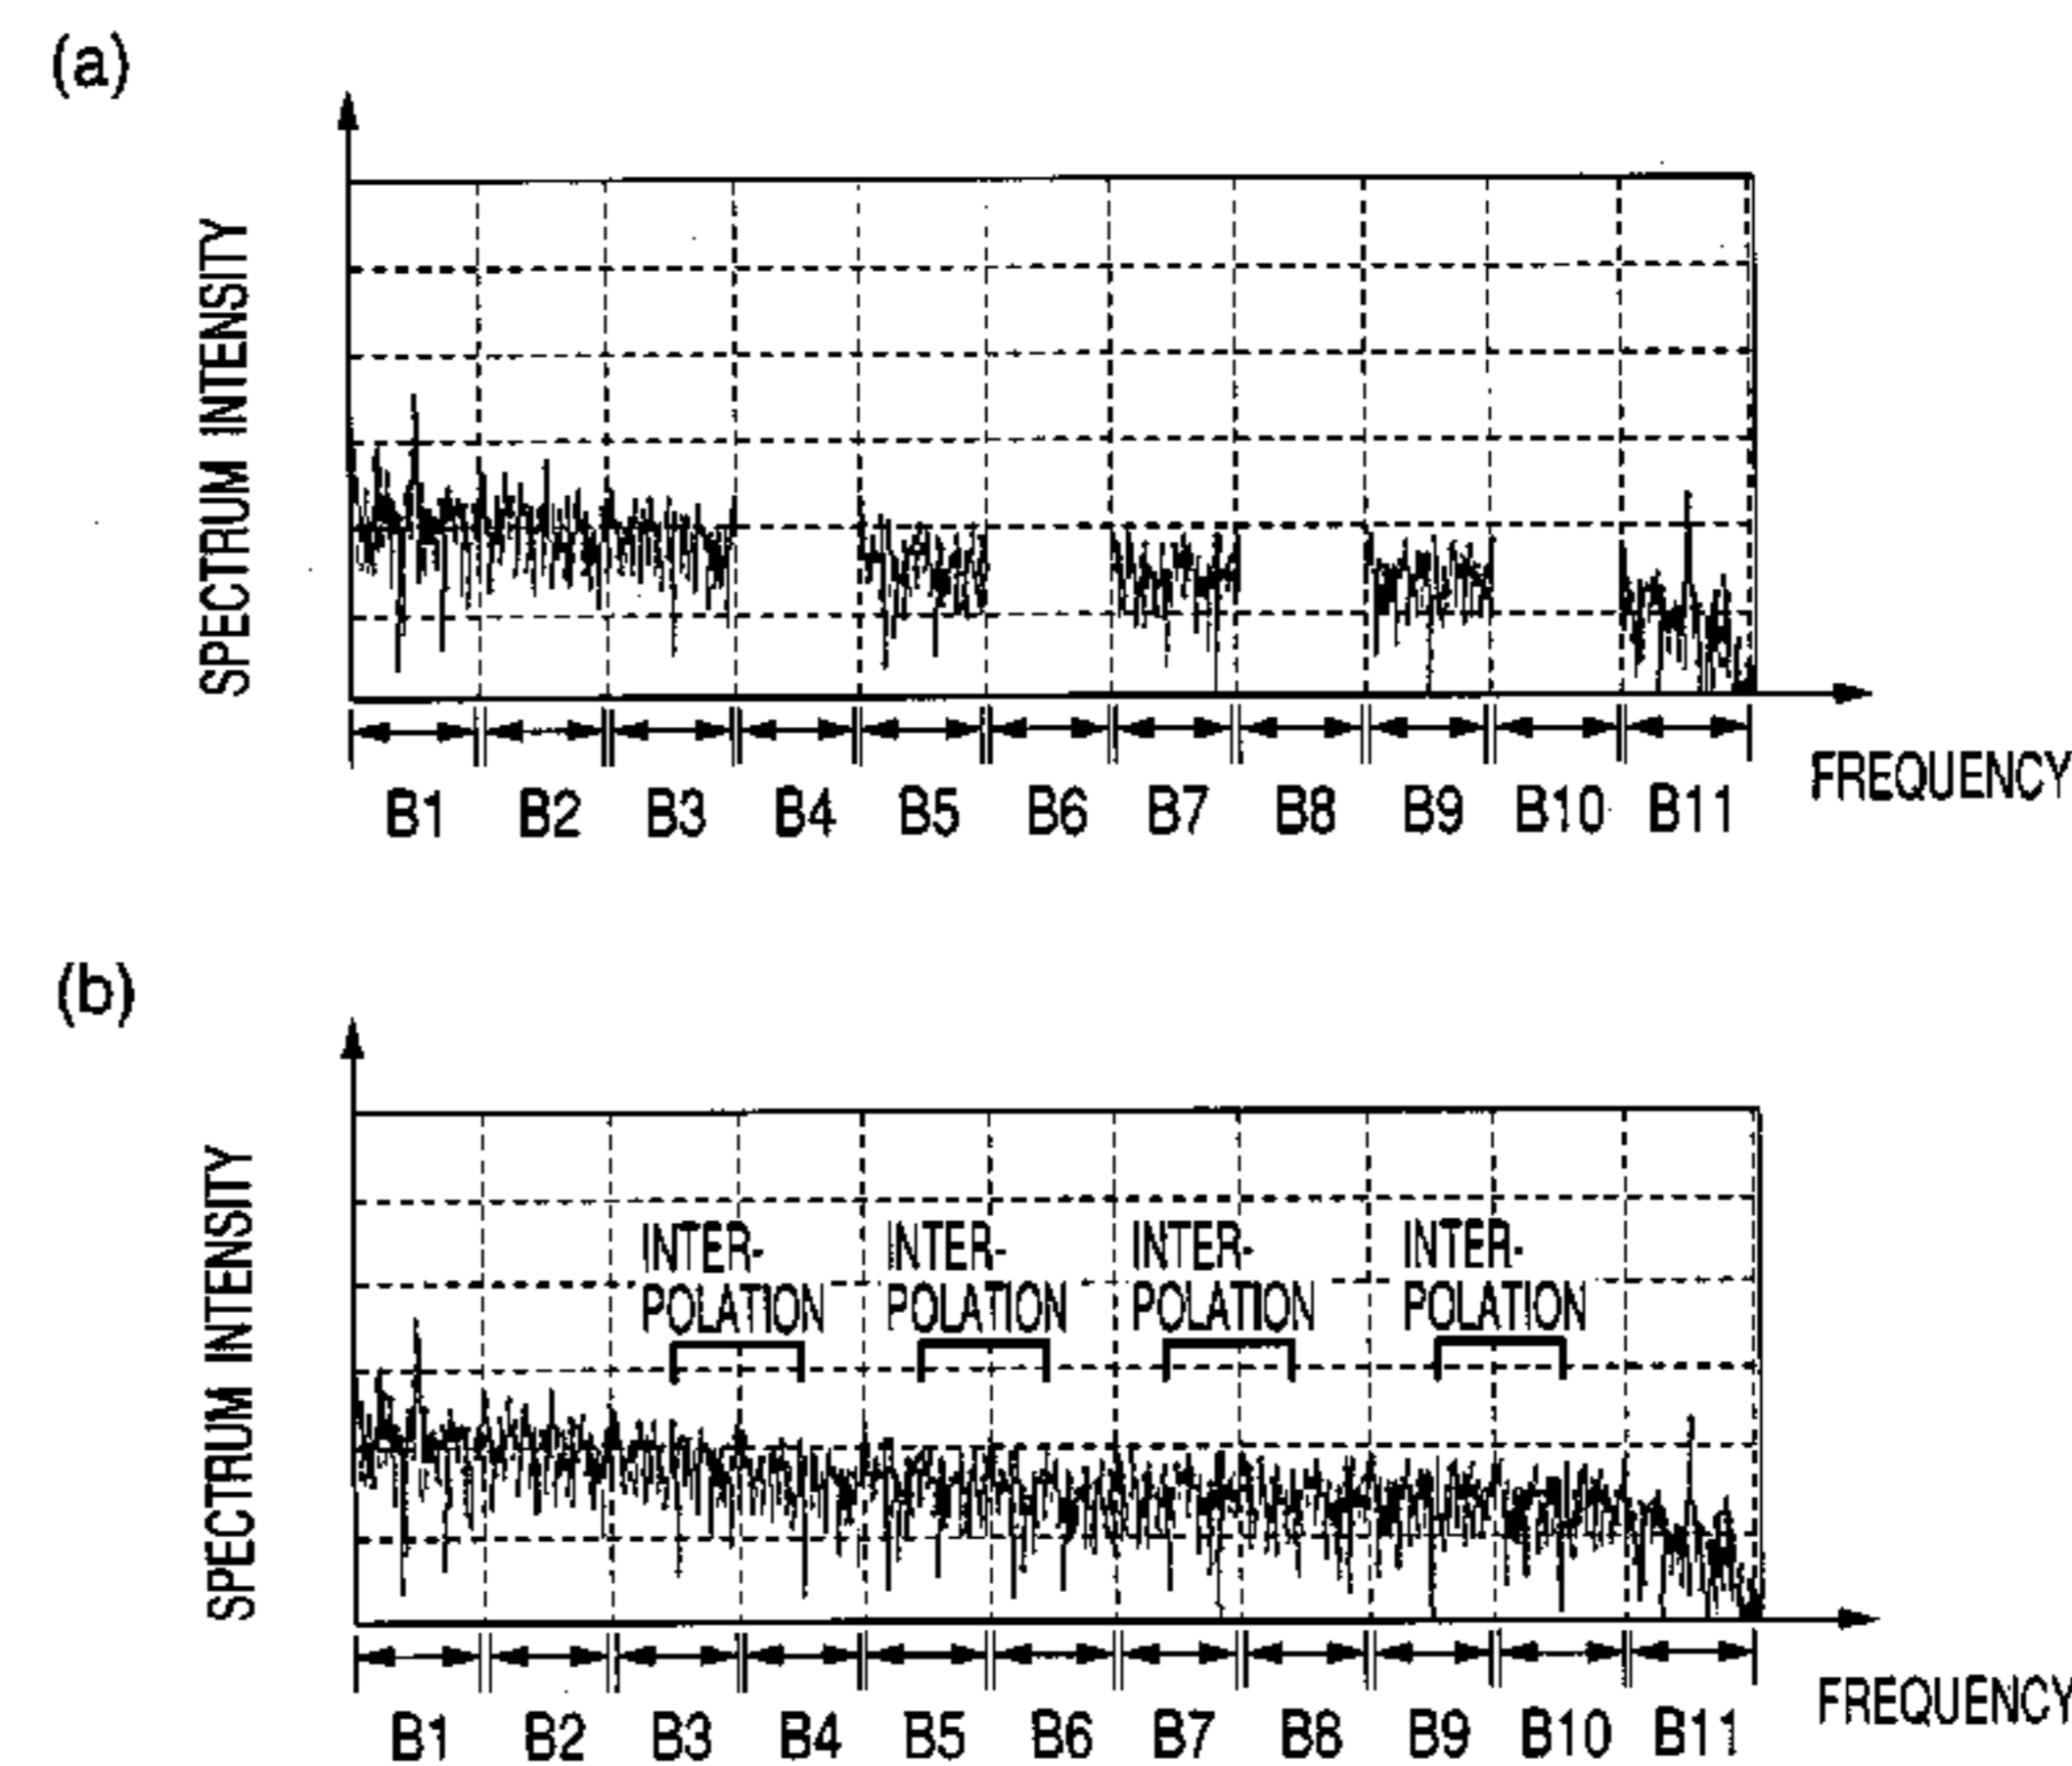 (a)
SPECTRUM INTENSITY
B1 B2 B3 B4 B5 B6 B7 B8 B9 B10 B11
FREQUENCY
(b)
SPECTRUM INTENSITY
INTER-
POLATION
INTER-
POLATION
INTER-
POLATION
INTER-
POLATION
B1 B2 B3 B4 B5 B6 B7 B8 B9 B10 B11
FREQUENCY